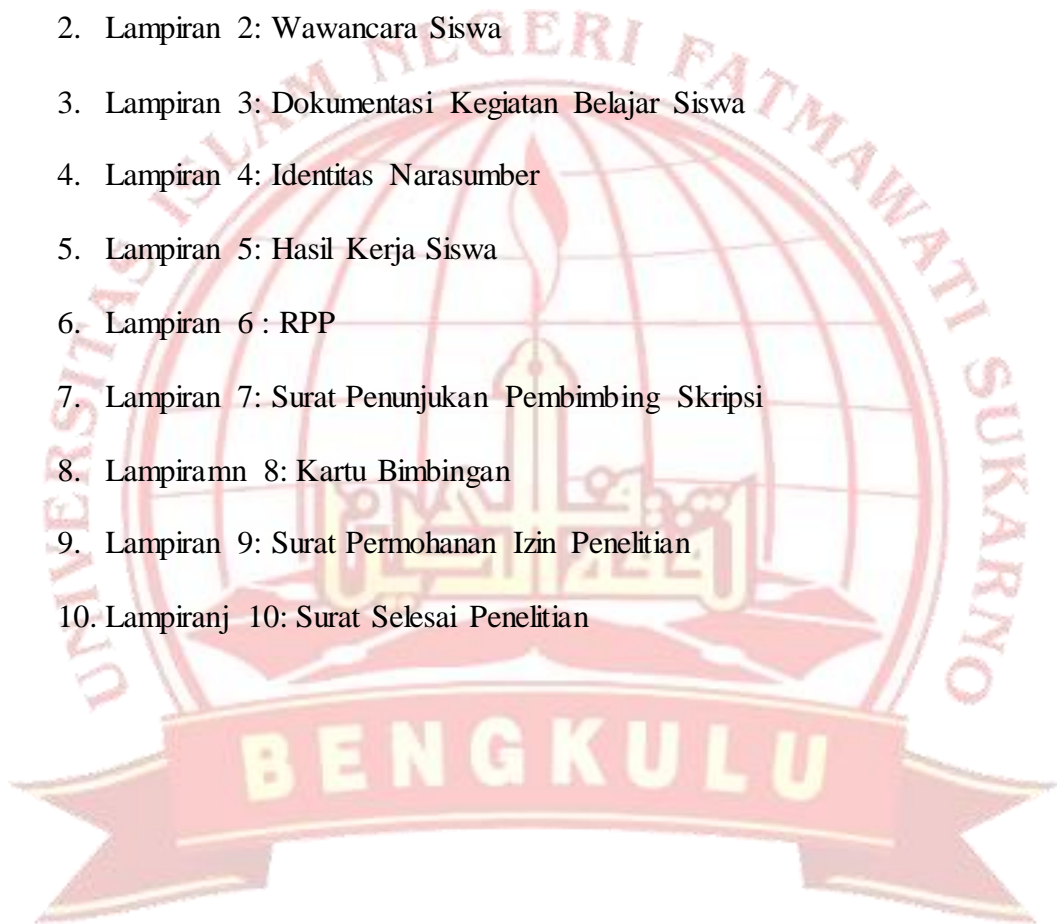 2. Lampiran 2: Wawancara Siswa
3. Lampiran 3: Dokumentasi Kegiatan Belajar Siswa
4. Lampiran 4: Identitas Narasumber
5. Lampiran 5: Hasil Kerja Siswa
6. Lampiran 6 : RPP
7. Lampiran 7: Surat Penunjukan Pembimbing Skripsi
8. Lampiramn 8: Kartu Bimbingan
9. Lampiran 9: Surat Permohanan Izin Penelitian
10. Lampiranj 10: Surat Selesai Penelitian
UNIVERSITAS ISLAM NEGERI FATMAWATI SUKARNO
BENGKULU